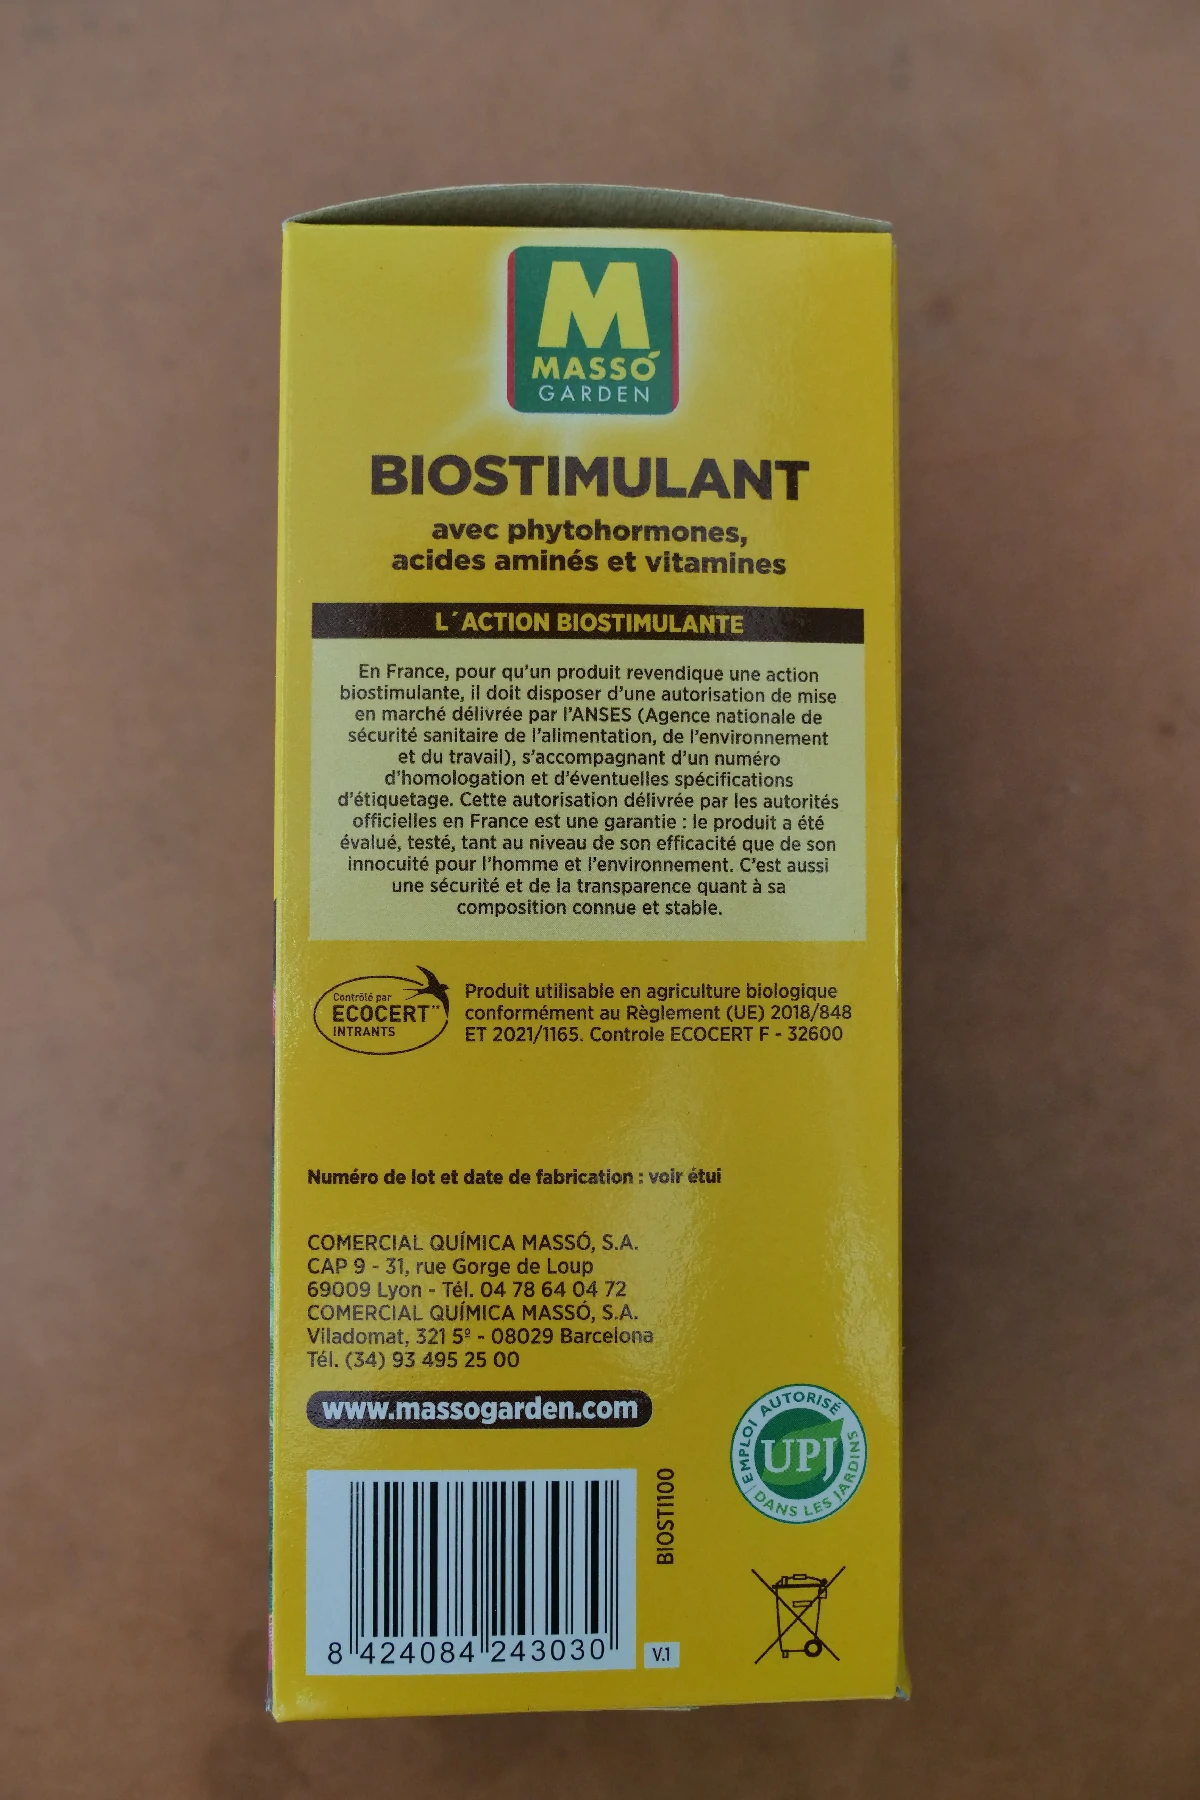 M
MASSÓ
GARDEN
BIOSTIMULANT
avec phytohormones,
acides aminés et vitamines
L´ACTION BIOSTIMULANTE
En France, pour qu'un produit revendique une action
biostimulante, il doit disposer d'une autorisation de mise
en marché délivrée par l'ANSES (Agence nationale de
sécurité sanitaire de l'alimentation, de l'environnement
et du travail), s'accompagnant d'un numéro
d'homologation et d'éventuelles spécifications
d'étiquetage. Cette autorisation délivrée par les autorités
officielles en France est une garantie : le produit a été
évalué, testé, tant au niveau de son efficacité que de son
innocuité pour l'homme et l'environnement. C'est aussi
une sécurité et de la transparence quant à sa
composition connue et stable.
Contrôlé par
ECOCERT**
INTRANTS
Produit utilisable en agriculture biologique
conformément au Règlement (UE) 2018/848
ET 2021/1165. Controle ECOCERT F - 32600
Numéro de lot et date de fabrication : voir étui
COMERCIAL QUÍMICA MASSÓ, S.A.
CAP 9 - 31, rue Gorge de Loup
69009 Lyon - Tél. 04 78 64 04 72
COMERCIAL QUÍMICA MASSÓ, S.A.
Viladomat, 321 5º - 08029 Barcelona
Tél. (34) 93 495 25 00
www.massogarden.com
EMPLOI AUTORISÉ
UPJ
DANS LES JARDINS
BIOSTI100
8 424084 243030
V.1